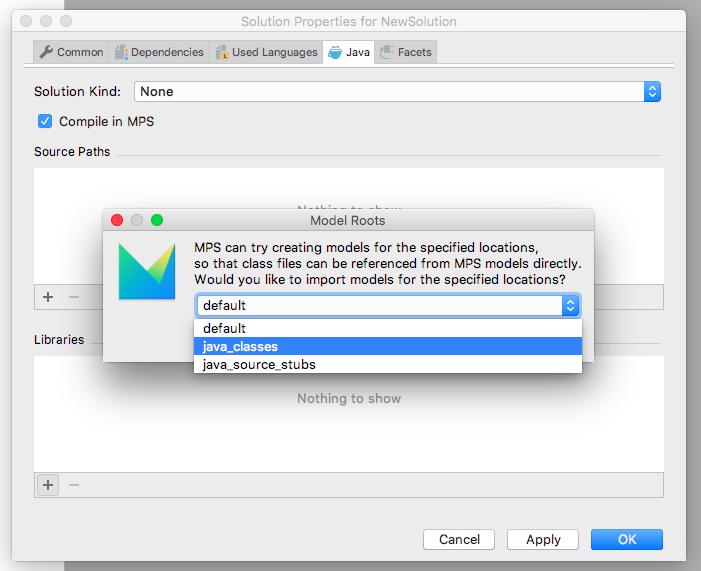 Solution Properties for NewSolution
Common
Dependencies
Used Languages
Java
Facets
Solution Kind:
None
Compile in MPS
Source Paths
Nothing to show
Model Roots
MPS can try creating models for the specified locations,
so that class files can be referenced from MPS models directly.
Would you like to import models for the specified locations?
default
default
java_classes
java_source_stubs
Libraries
Nothing to show
Cancel
Apply
OK